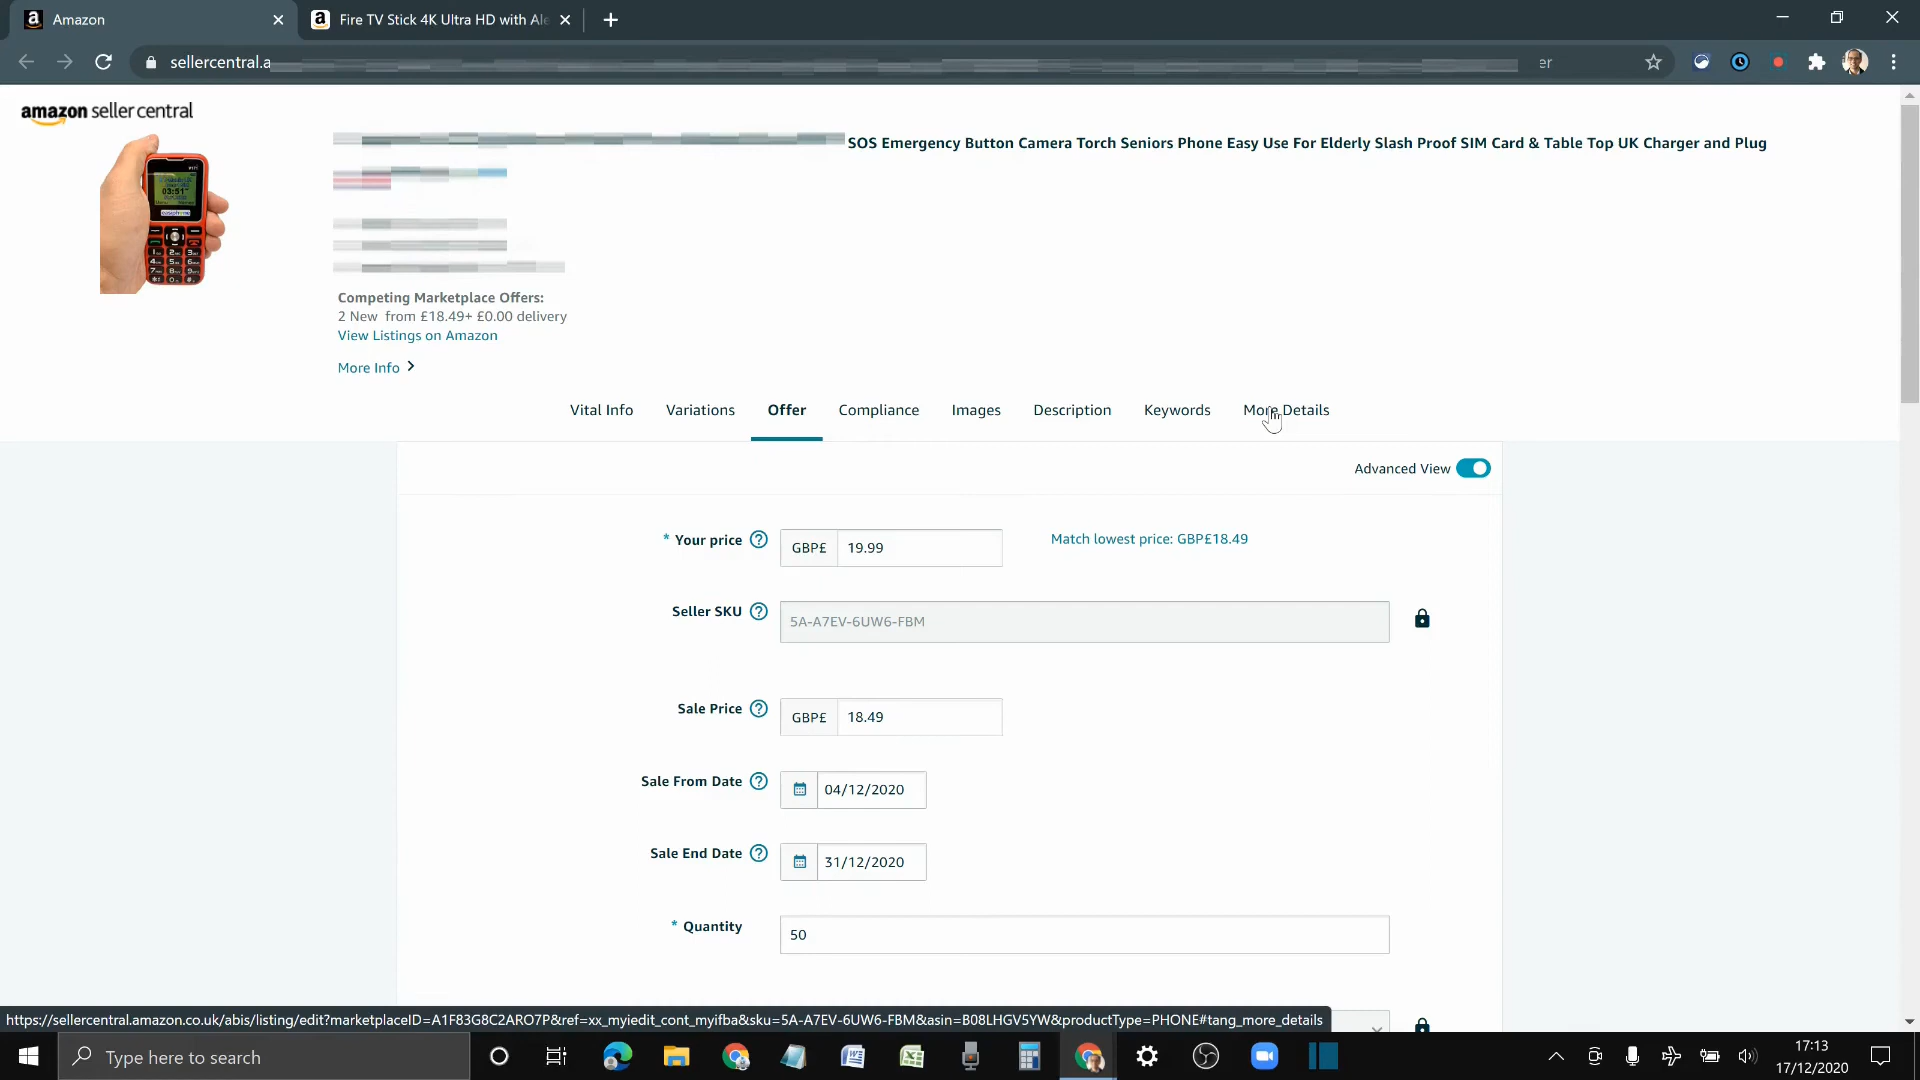 Amazon
Fire TV Stick 4K Ultra HD with Ale
sellercentral.a
er
amazon seller central
SOS Emergency Button Camera Torch Seniors Phone Easy Use For Elderly Slash Proof SIM Card & Table Top UK Charger and Plug
Competing Marketplace Offers:
2 New from £18.49+ £0.00 delivery
View Listings on Amazon
More Info
Vital Info
Variations
Offer
Compliance
Images
Description
Keywords
More Details
Advanced View
* Your price
GBP£ 19.99
Match lowest price: GBP£18.49
Seller SKU
5A-A7EV-6UW6-FBM
Sale Price
GBP£ 18.49
Sale From Date
04/12/2020
Sale End Date
31/12/2020
* Quantity
50
https://sellercentral.amazon.co.uk/abis/listing/edit?marketplaceID=A1F83G8C2ARO7P&ref=xx_myiedit_cont_myifba&sku=5A-A7EV-6UW6-FBM&asin=B08LHGV5YW&productType=PHONE#tang_more_details
Type here to search
17:13
17/12/2020